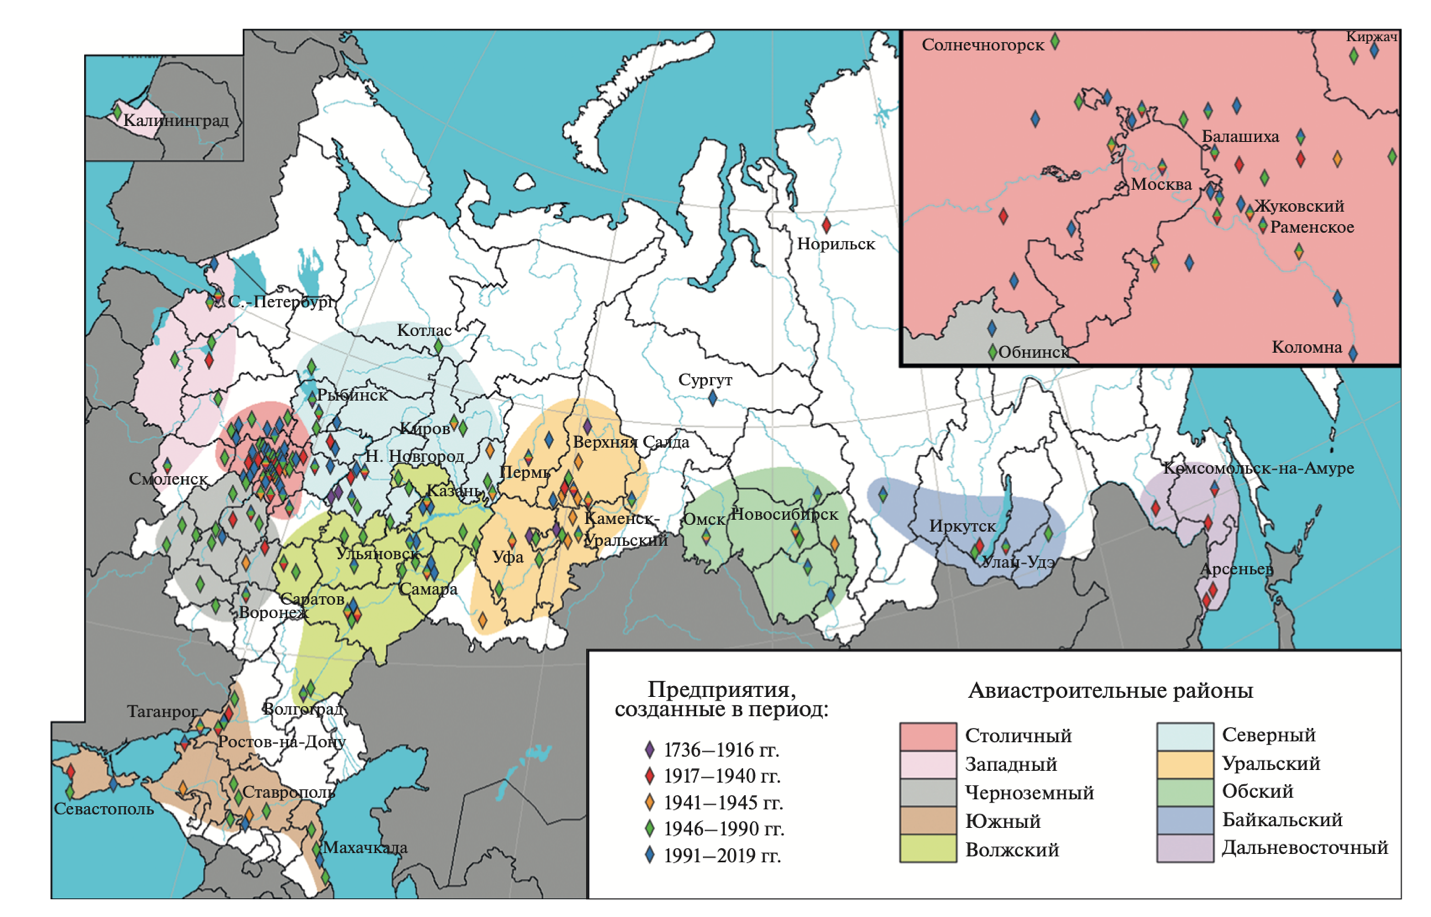 Калининград
Солнечногорск
Киржач
Балашиха
Москва
Жуковский
Раменское
Обнинск
Коломна
Норильск
С.-Петербург
Котлас
Сургут
Рыбинск
Киров
Верхняя Салда
Н. Новгород
Пермь
Смоленск
Казань
Комсомольск-на-Амуре
Омск
Новосибирск
Каменск-
Уральский
Иркутск
Ульяновск
Уфа
Улан-Удэ
Арсеньев
Самара
Саратов
Воронеж
Волгоград
Таганрог
Ростов-на-Дону
Ставрополь
Севастополь
Махачкала
Предприятия,
созданные в период:
1736–1916 гг.
1917–1940 гг.
1941–1945 гг.
1946–1990 гг.
1991–2019 гг.
Авиастроительные районы
Столичный
Западный
Черноземный
Южный
Волжский
Северный
Уральский
Обский
Байкальский
Дальневосточный